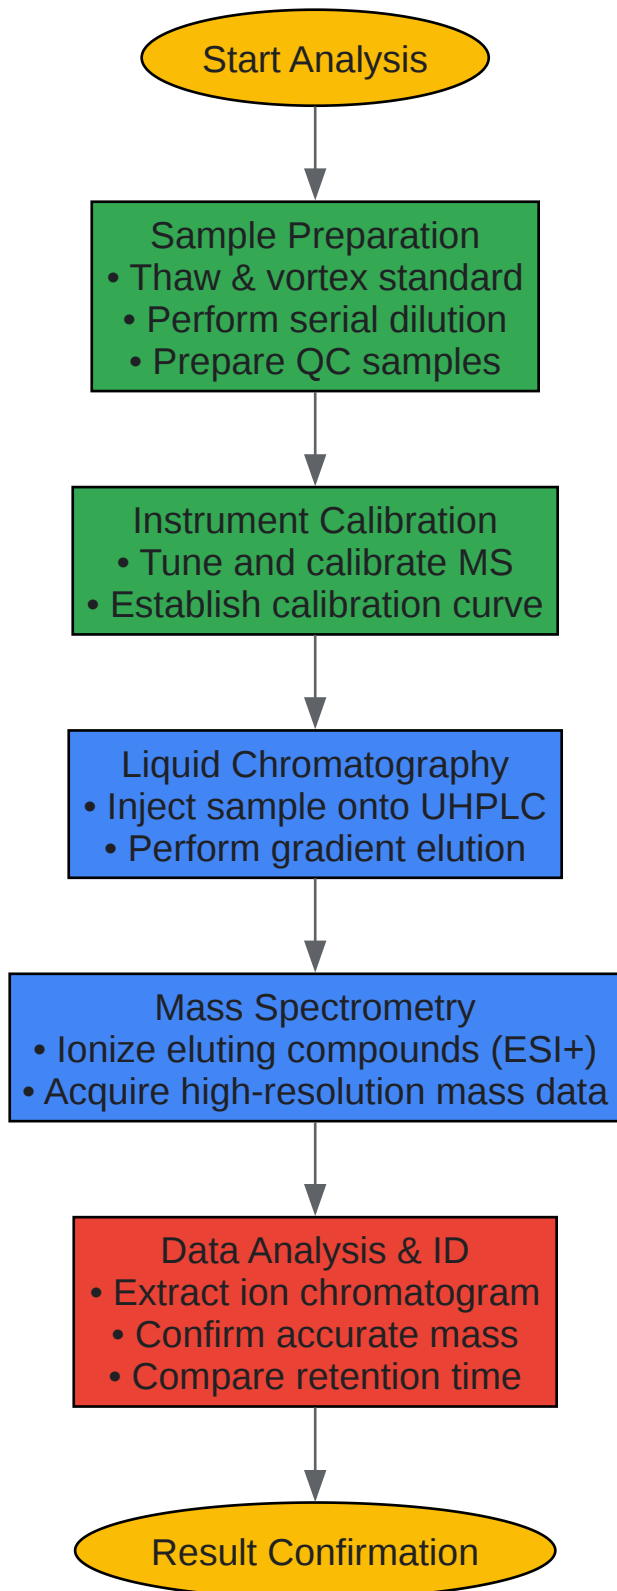 Start Analysis
Sample Preparation
• Thaw & vortex standard
• Perform serial dilution
• Prepare QC samples
Instrument Calibration
• Tune and calibrate MS
• Establish calibration curve
Liquid Chromatography
• Inject sample onto UHPLC
• Perform gradient elution
Mass Spectrometry
• Ionize eluting compounds (ESI+)
• Acquire high-resolution mass data
Data Analysis & ID
• Extract ion chromatogram
• Confirm accurate mass
• Compare retention time
Result Confirmation